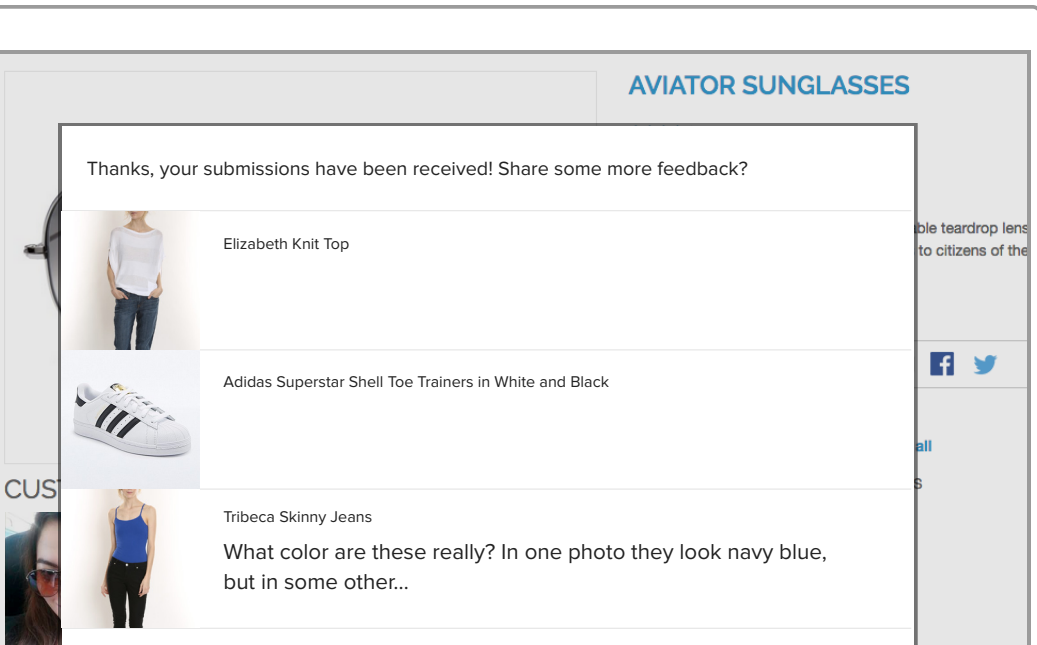 AVIATOR SUNGLASSES
Thanks, your submissions have been received! Share some more feedback?
Elizabeth Knit Top
teardrop lens
to citizens of the
Adidas Superstar Shell Toe Trainers in White and Black
all
Tribeca Skinny Jeans
What color are these really? In one photo they look navy blue,
but in some other...